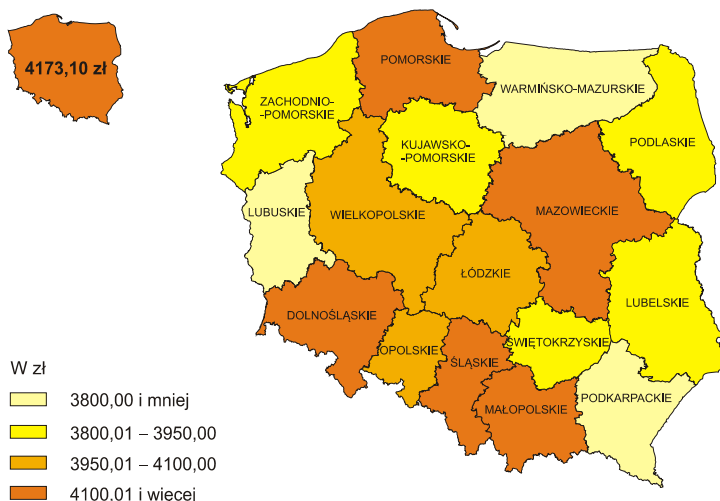 4173,10 zł
POMORSKIE
WARMIŃSKO-MAZURSKIE
ZACHODNIO-
-POMORSKIE
KUJAWSKO-
-POMORSKIE
PODLASKIE
LUBUSKIE
WIELKOPOLSKIE
MAZOWIECKIE
ŁÓDZKIE
LUBELSKIE
DOLNOŚLĄSKIE
OPOLSKIE
ŚLĄSKIE
ŚWIĘTOKRZYSKIE
MAŁOPOLSKIE
PODKARPACKIE
W zł
3800,00 i mniej
3800,01 – 3950,00
3950,01 – 4100,00
4100,01 i więcej